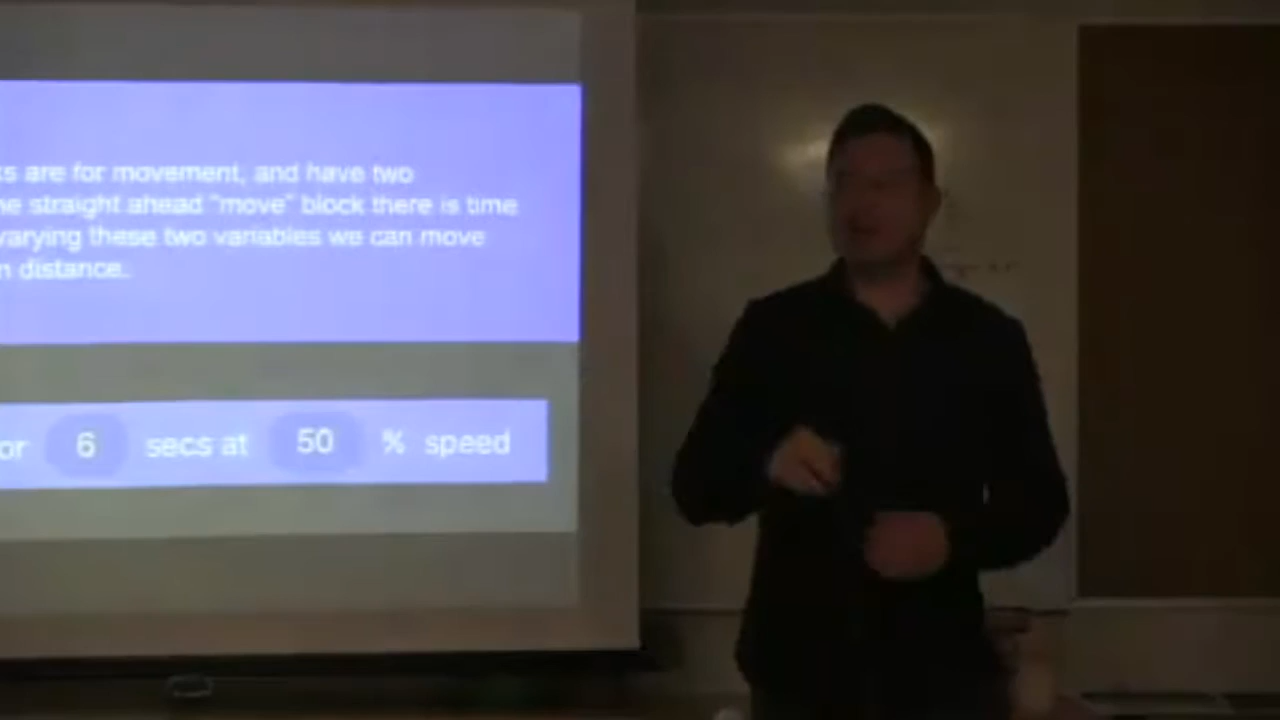 are for movement, and have two
straight ahead "move" block there is time
varying these two variables we can move
distance.
6 secs at 50 % speed